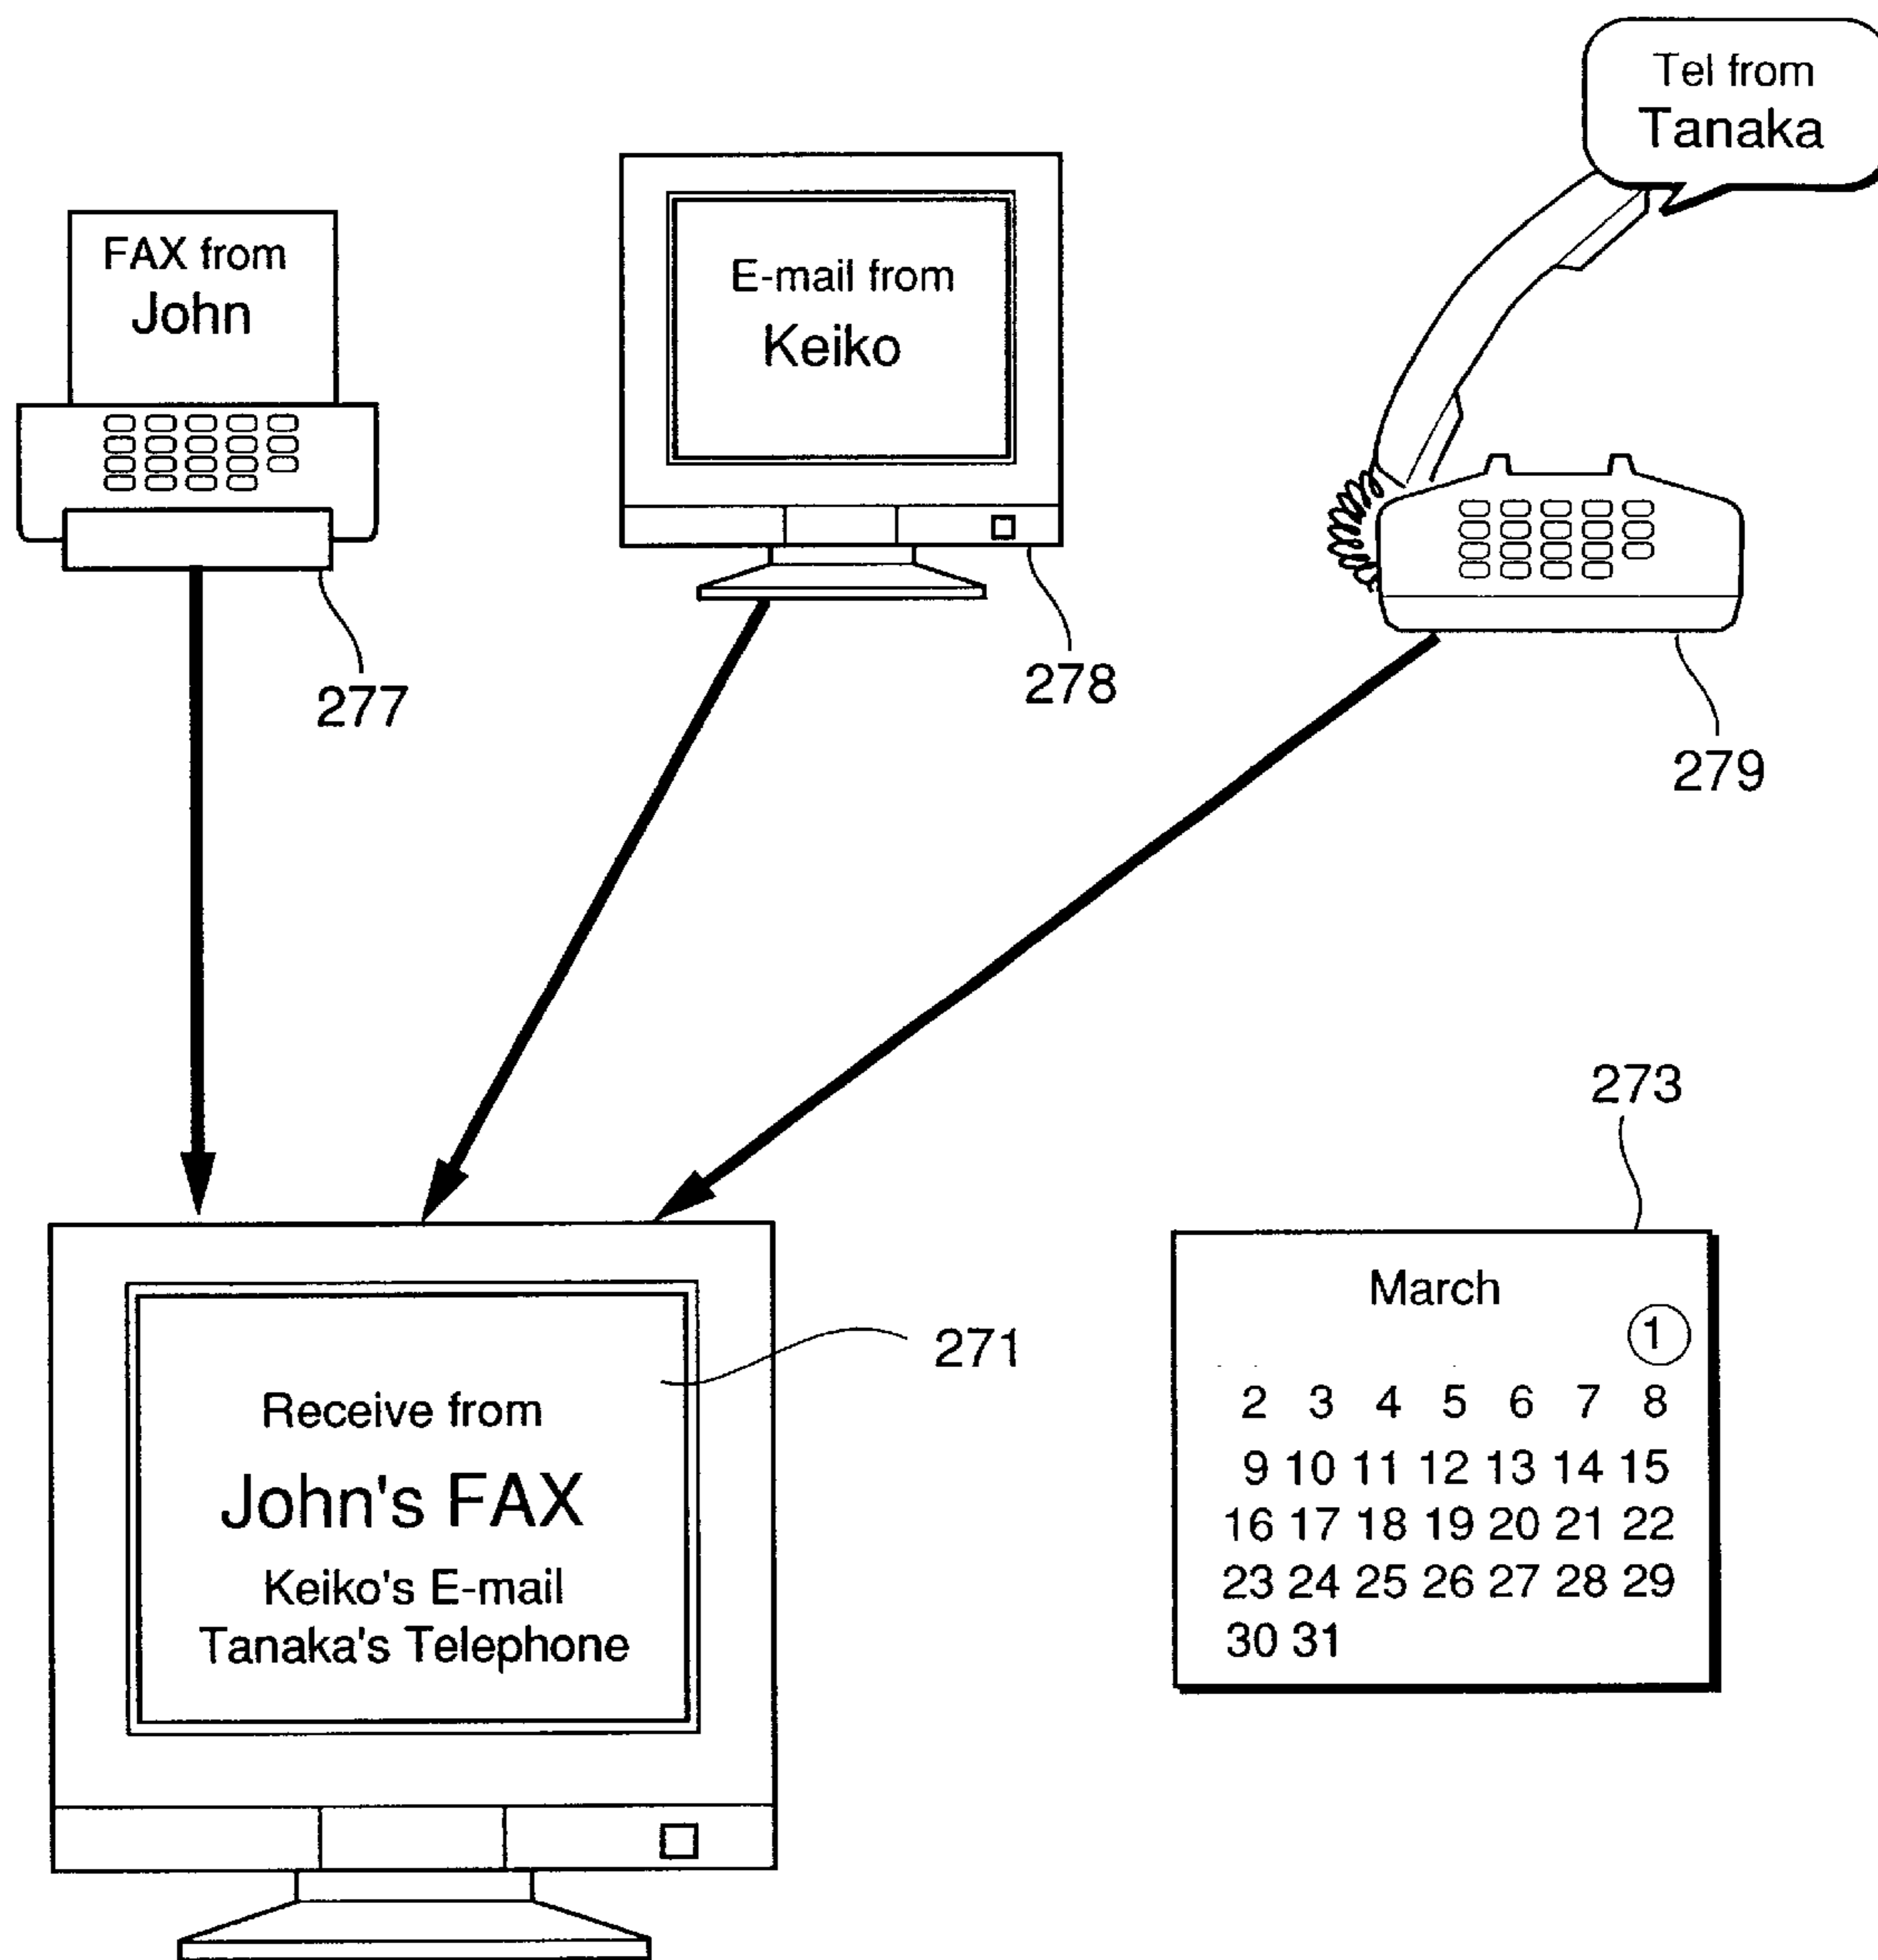 Tel from
Tanaka
FAX from
John
E-mail from
Keiko
277
278
279
273
271
Receive from
John's FAX
Keiko's E-mail
Tanaka's Telephone
March
1
2 3 4 5 6 7 8
9 10 11 12 13 14 15
16 17 18 19 20 21 22
23 24 25 26 27 28 29
30 31